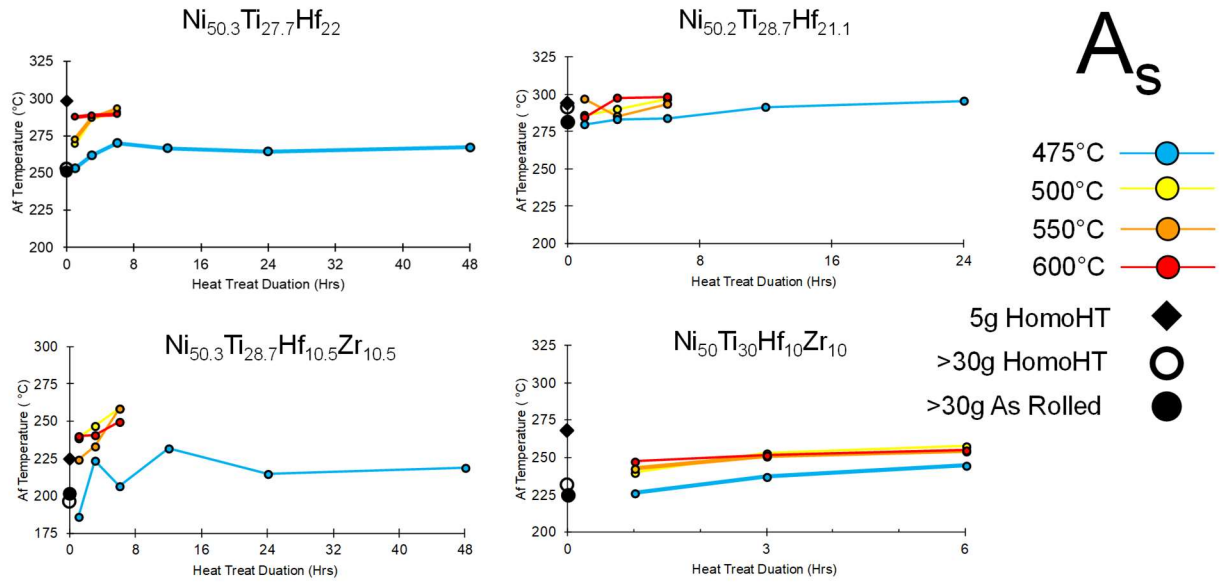 Ni50.3Ti27.7Hf22
Af Temperature (°C)
325
300
275
250
225
200
0
8
16
24
32
40
48
Heat Treat Duation (Hrs)
Ni50.2Ti28.7Hf21.1
Af Temperature (°C)
325
300
275
250
225
200
0
8
16
24
Heat Treat Duation (Hrs)
As
475°C
500°C
550°C
600°C
5g HomoHT
>30g HomoHT
>30g As Rolled
Ni50.3Ti28.7Hf10.5Zr10.5
Af Temperature ( °C)
300
275
250
225
200
175
0
8
16
24
32
40
48
Heat Treat Duation (Hrs)
Ni50Ti30Hf10Zr10
Af Temperature ( °C)
325
300
275
250
225
200
0
3
6
Heat Treat Duation (Hrs)